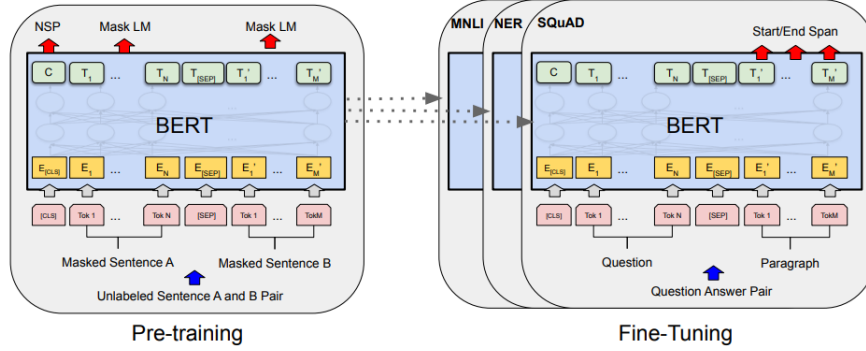 NSP Mask LM Mask LM
C T1 ... TN T[SEP] T1' ... TM'
BERT
E[CLS] E1 ... EN E[SEP] E1' ... EM'
[CLS] Tok 1 ... Tok N [SEP] Tok 1 ... TokM
Masked Sentence A Masked Sentence B
Unlabeled Sentence A and B Pair
Pre-training
MNLI NER SQuAD
Start/End Span
C T1 ... TN T[SEP] T1' ... TM'
BERT
E[CLS] E1 ... EN E[SEP] E1' ... EM'
[CLS] Tok 1 ... Tok N [SEP] Tok 1 ... TokM
Question Paragraph
Question Answer Pair
Fine-Tuning